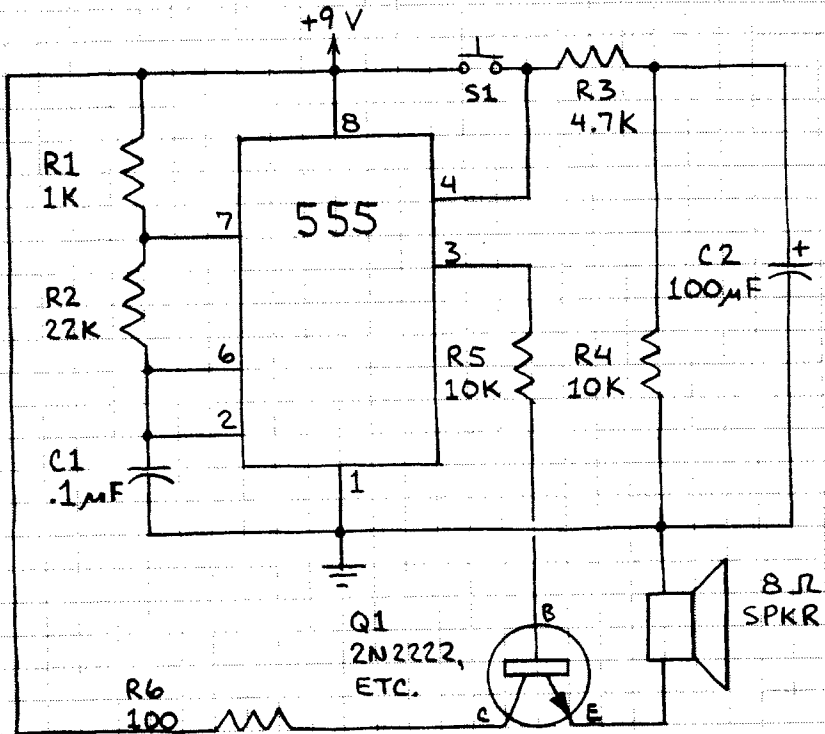 +9 V
S1
R3
4.7K
8
R1
1K
7
555
4
3
R2
22K
6
2
C1
.1μF
1
R5
10K
R4
10K
C2
100μF
+
Q1
2N2222,
ETC.
B
C
E
8 Ω
SPKR
R6
100